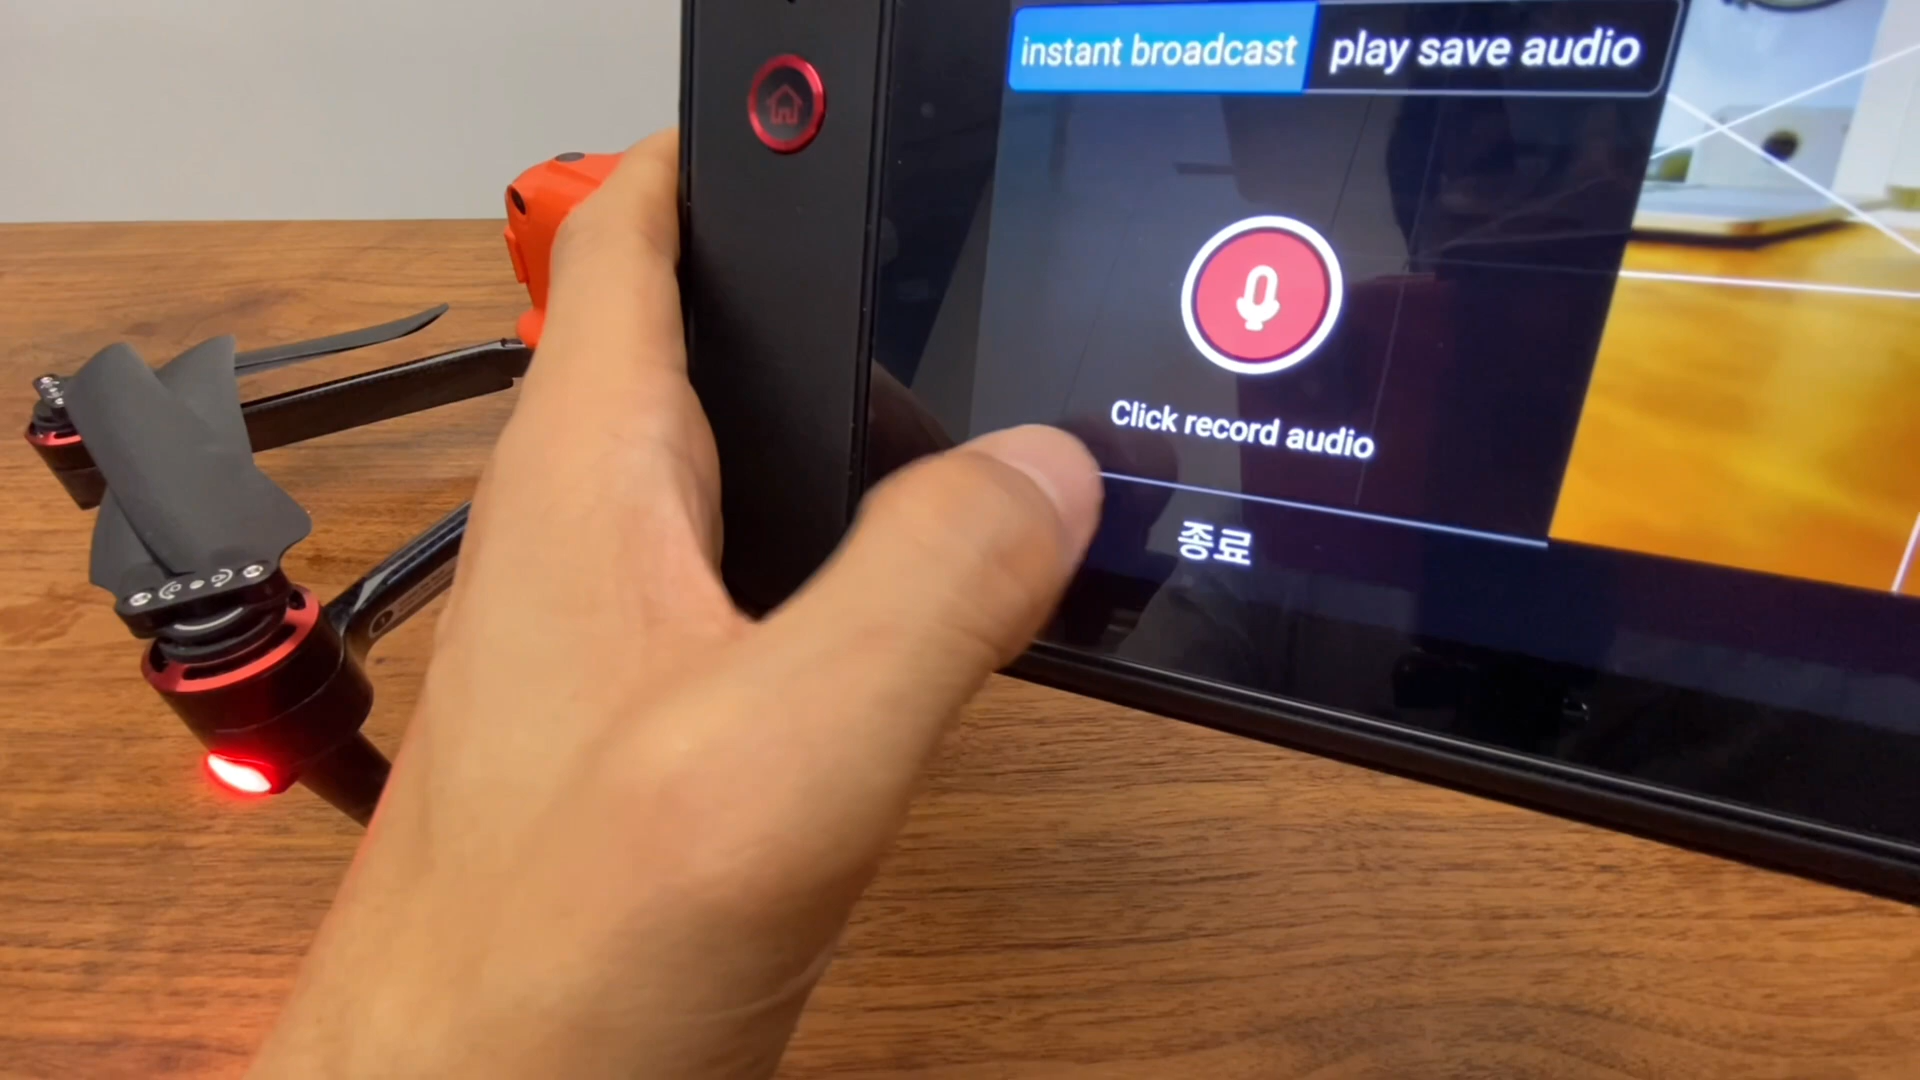 instant broadcast
play save audio
Click record audio
종료